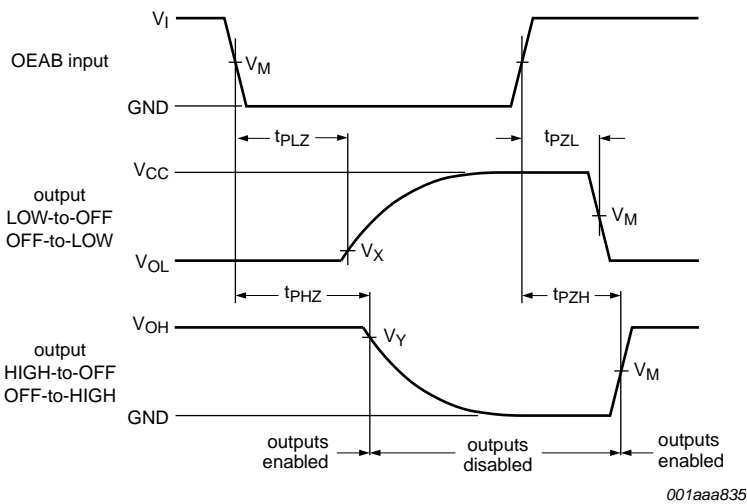 VI
OEAB input
VM
GND
tPLZ
tPZL
VCC
output
LOW-to-OFF
OFF-to-LOW
VM
VX
VOL
tPHZ
tPZH
VOH
VY
output
HIGH-to-OFF
OFF-to-HIGH
VM
GND
outputs
enabled
outputs
disabled
outputs
enabled
001aaa835